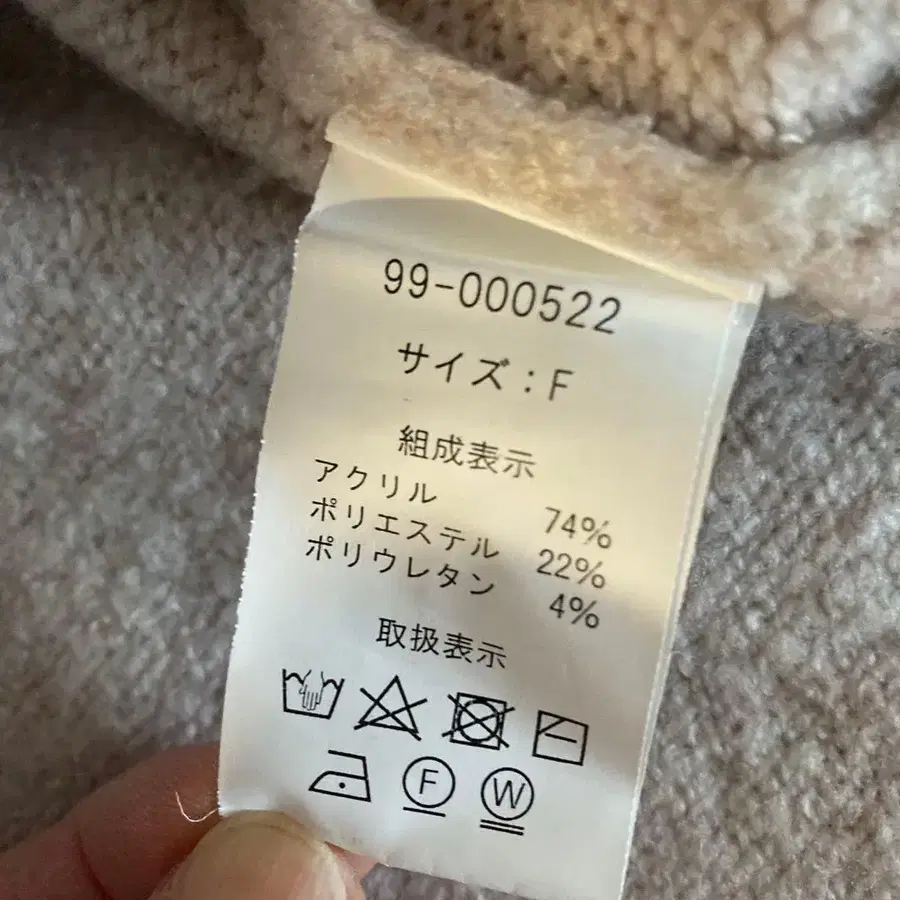 99-000522
サイズ：F
組成表示
アクリル 74%
ポリエステル 22%
ポリウレタン 4%
取扱表示
F W